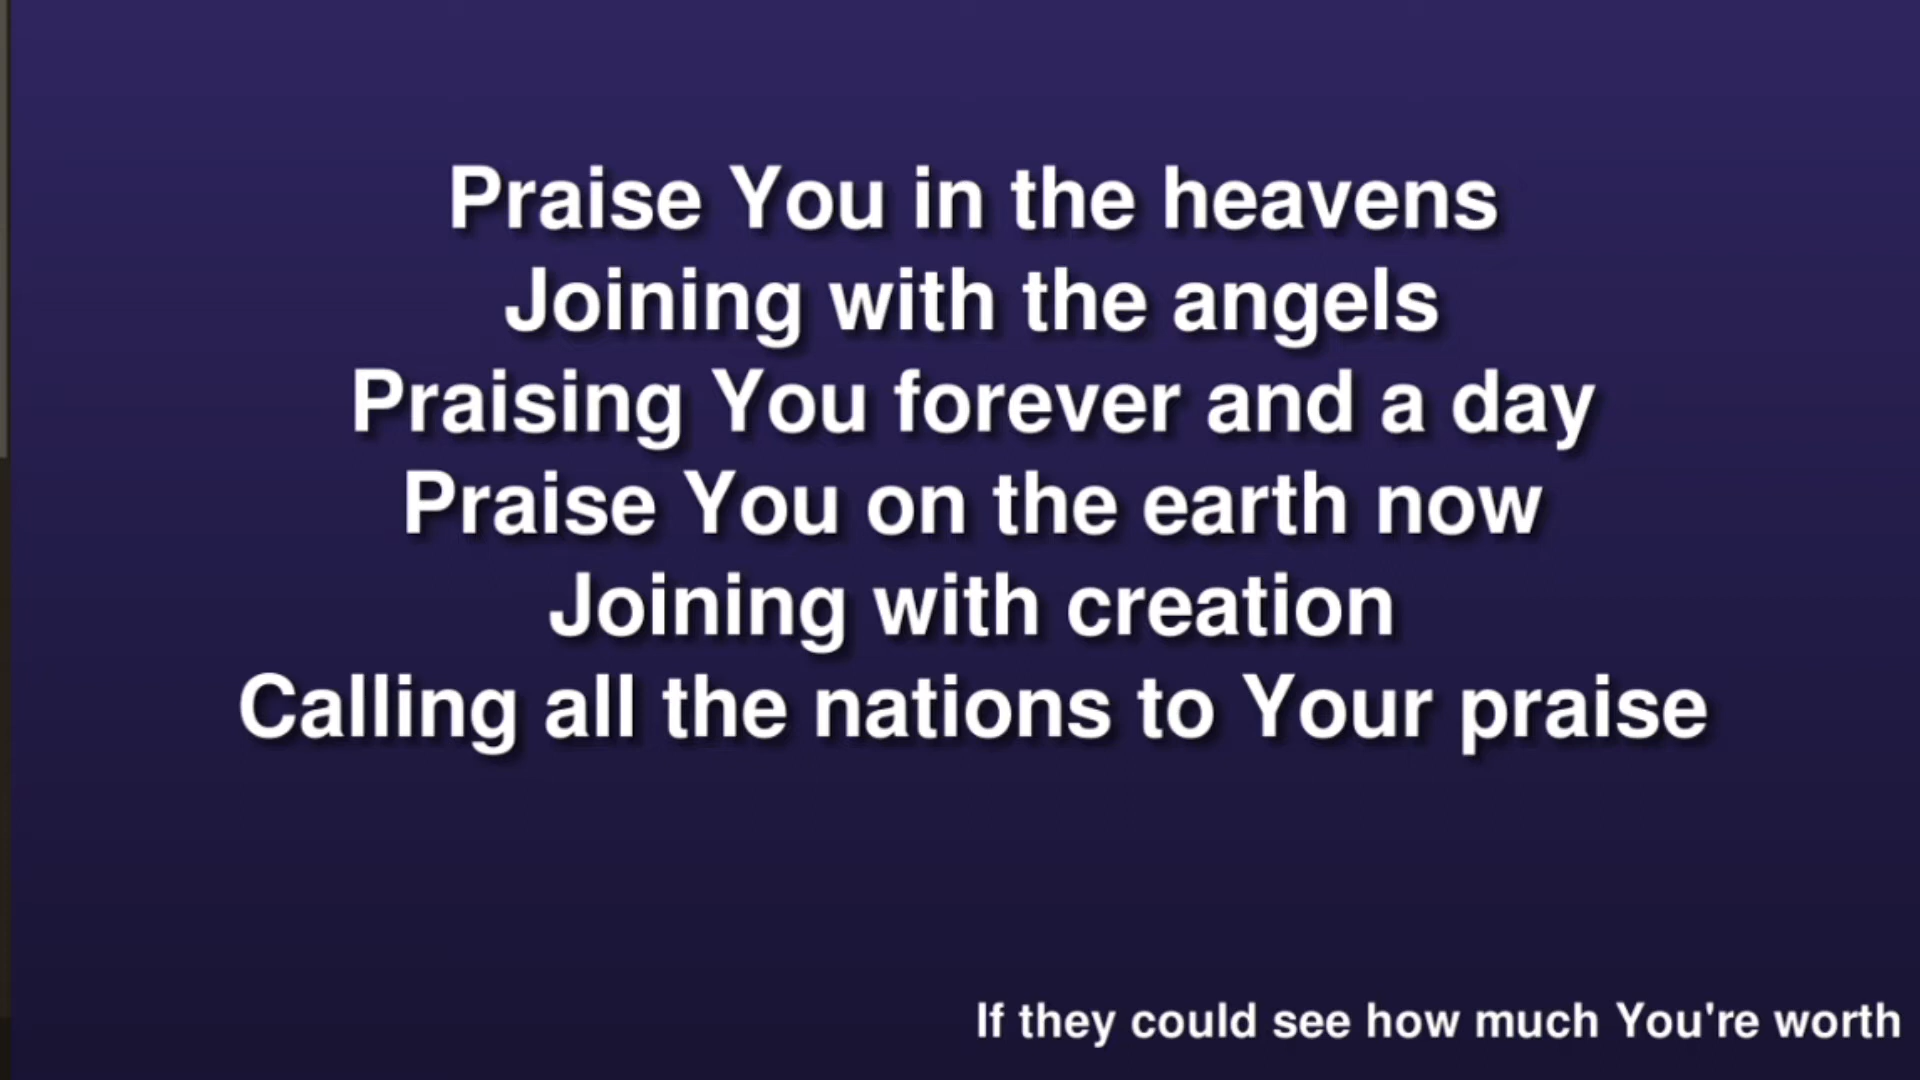 Praise You in the heavens
Joining with the angels
Praising You forever and a day
Praise You on the earth now
Joining with creation
Calling all the nations to Your praise
If they could see how much You're worth